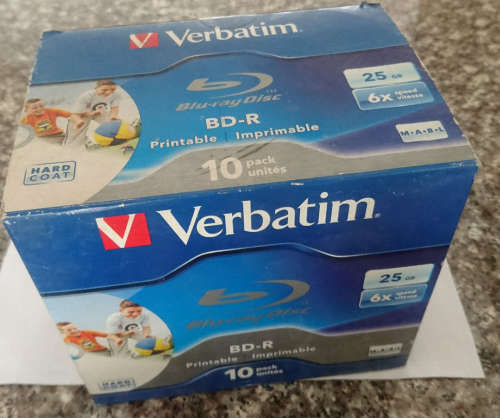 Verbatim
Blu-ray Disc
TM
BD-R
Printable | Imprimable
10 pack
unités
25 GB
6x speed
vitesse
M·A·B·L
HARD
COAT
Verbatim
Blu-ray Disc
BD-R
Printable Imprimable
10 pack
unités
25 GB
6x speed
vitesse
M·A·B·L
HARD